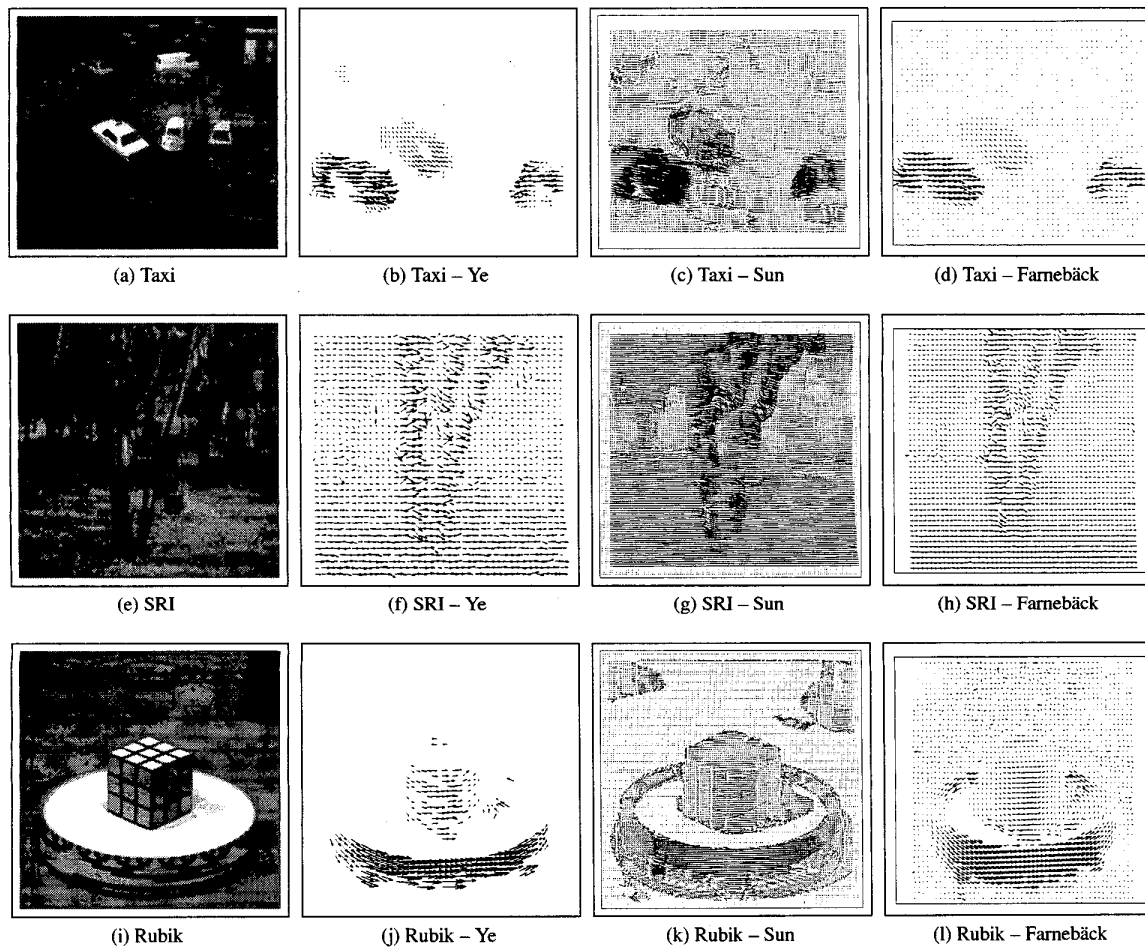 (a) Taxi
(b) Taxi – Ye
(c) Taxi – Sun
(d) Taxi – Farnebäck
(e) SRI
(f) SRI – Ye
(g) SRI – Sun
(h) SRI – Farnebäck
(i) Rubik
(j) Rubik – Ye
(k) Rubik – Sun
(l) Rubik – Farnebäck